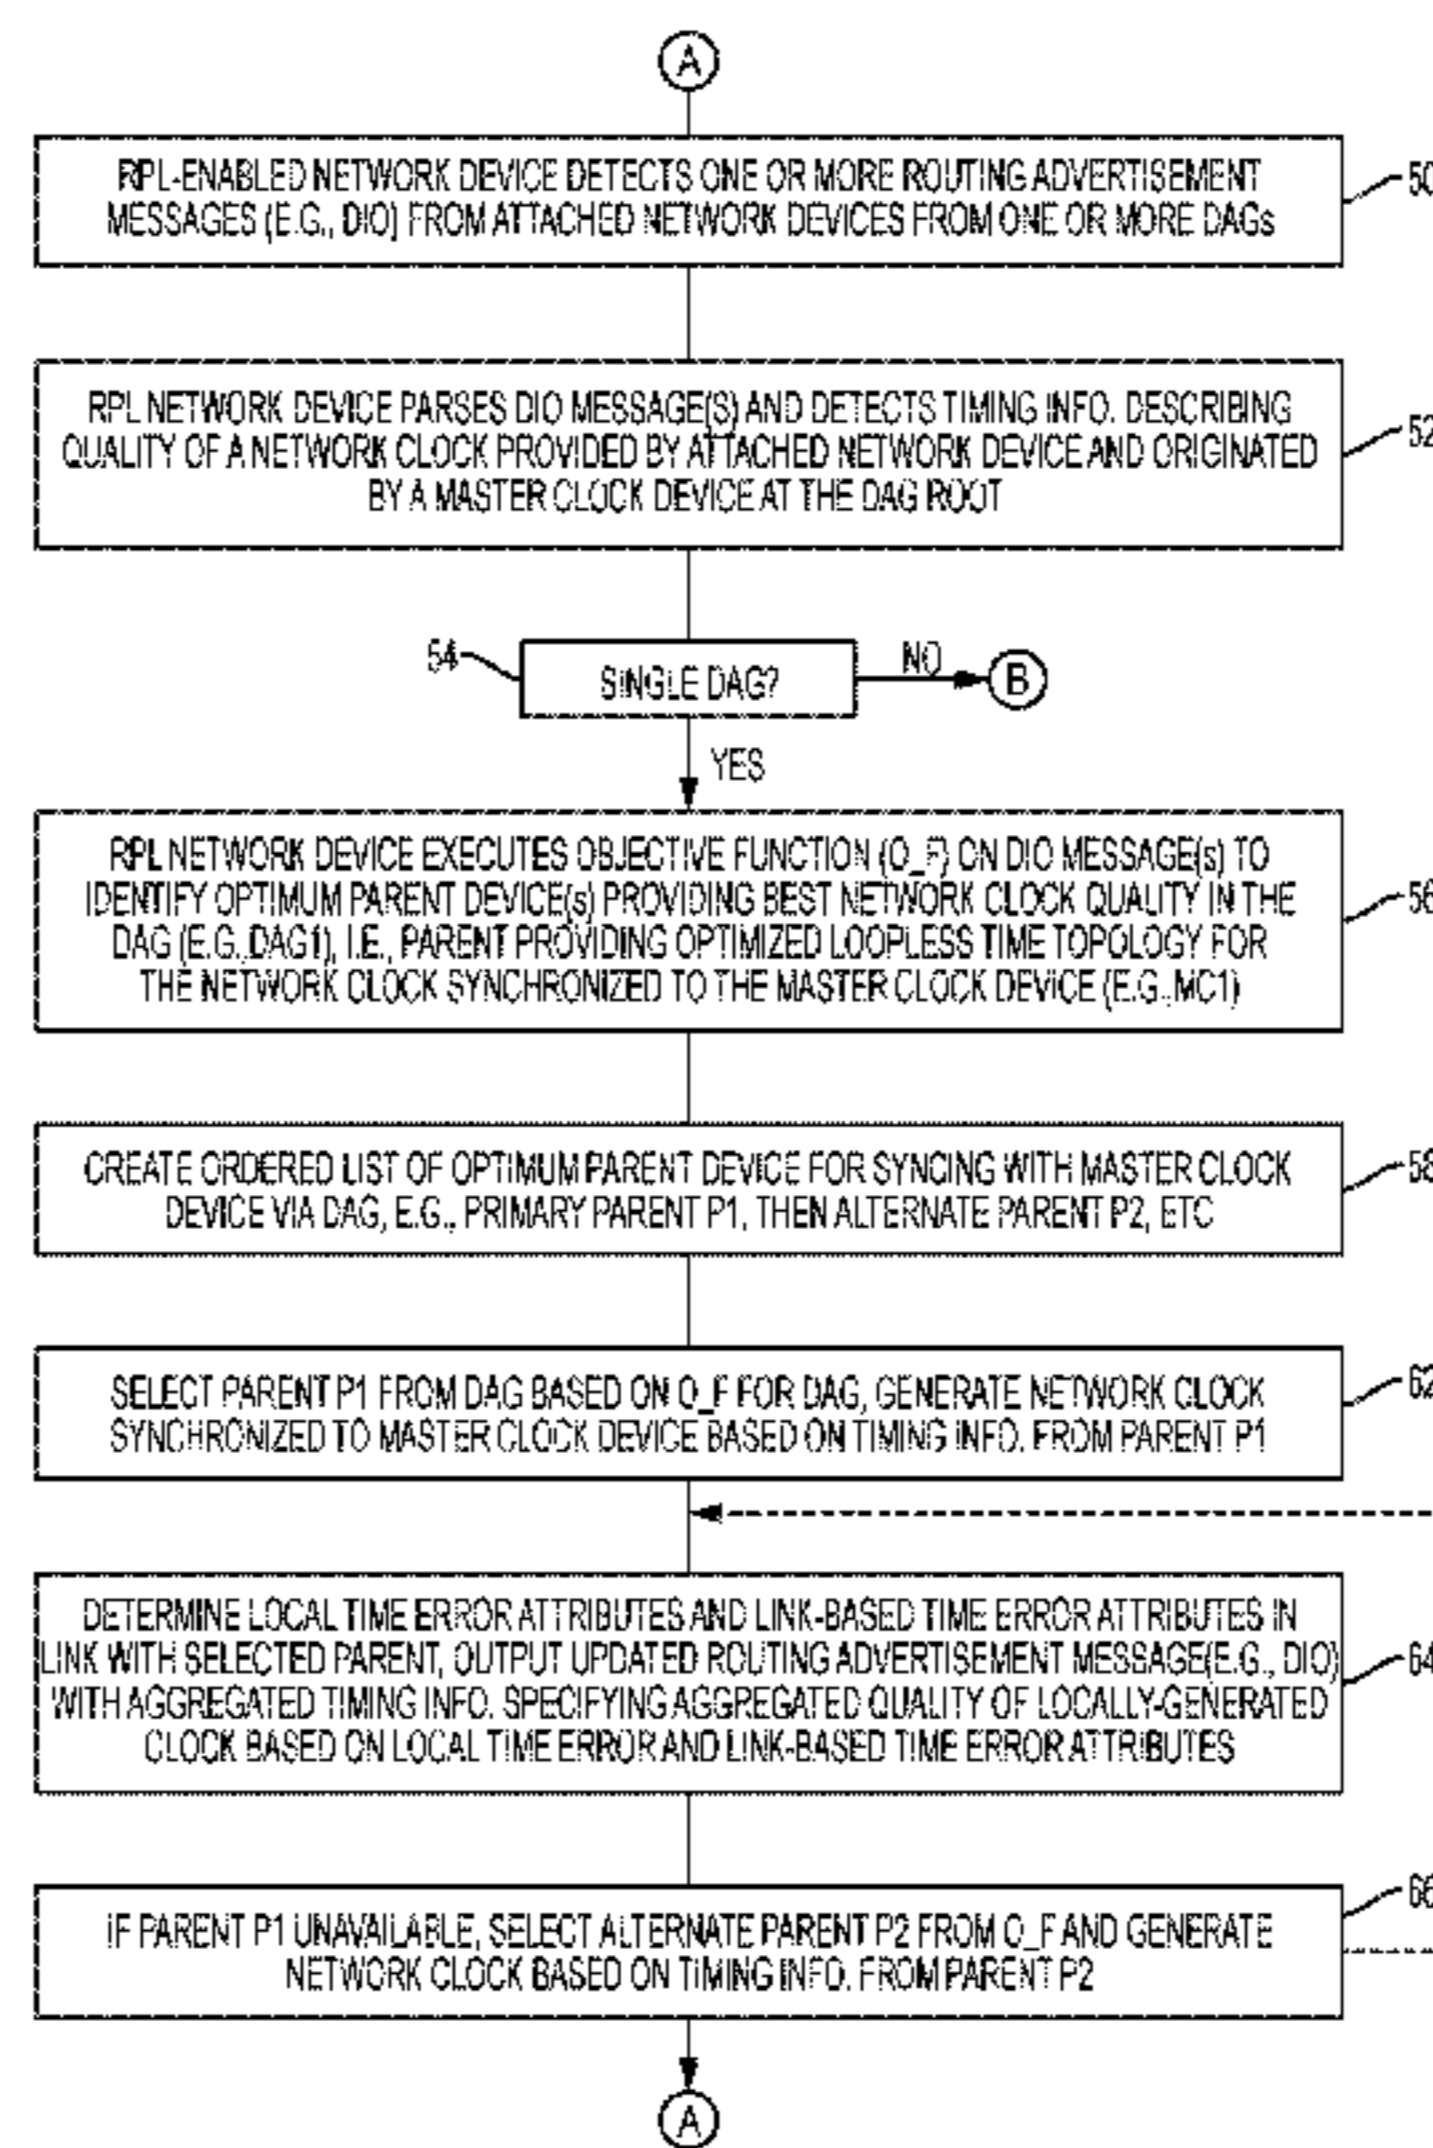 A
RPL-ENABLED NETWORK DEVICE DETECTS ONE OR MORE ROUTING ADVERTISEMENT
MESSAGES (E.G., DIO) FROM ATTACHED NETWORK DEVICES FROM ONE OR MORE DAGs
50
RPL NETWORK DEVICE PARSES DIO MESSAGE(S) AND DETECTS TIMING INFO. DESCRIBING
QUALITY OF A NETWORK CLOCK PROVIDED BY ATTACHED NETWORK DEVICE AND ORIGINATED
BY A MASTER CLOCK DEVICE AT THE DAG ROOT
52
54
SINGLE DAG?
NO
B
YES
RPL NETWORK DEVICE EXECUTES OBJECTIVE FUNCTION (O_F) ON DIO MESSAGE(s) TO
IDENTIFY OPTIMUM PARENT DEVICE(s) PROVIDING BEST NETWORK CLOCK QUALITY IN THE
DAG (E.G.,DAG1), I.E., PARENT PROVIDING OPTIMIZED LOOPLESS TIME TOPOLOGY FOR
THE NETWORK CLOCK SYNCHRONIZED TO THE MASTER CLOCK DEVICE (E.G.,MC1)
56
CREATE ORDERED LIST OF OPTIMUM PARENT DEVICE FOR SYNCING WITH MASTER CLOCK
DEVICE VIA DAG, E.G., PRIMARY PARENT P1, THEN ALTERNATE PARENT P2, ETC
58
SELECT PARENT P1 FROM DAG BASED ON O_F FOR DAG, GENERATE NETWORK CLOCK
SYNCHRONIZED TO MASTER CLOCK DEVICE BASED ON TIMING INFO. FROM PARENT P1
62
DETERMINE LOCAL TIME ERROR ATTRIBUTES AND LINK-BASED TIME ERROR ATTRIBUTES IN
LINK WITH SELECTED PARENT, OUTPUT UPDATED ROUTING ADVERTISEMENT MESSAGE(E.G., DIO)
WITH AGGREGATED TIMING INFO. SPECIFYING AGGREGATED QUALITY OF LOCALLY-GENERATED
CLOCK BASED ON LOCAL TIME ERROR AND LINK-BASED TIME ERROR ATTRIBUTES
64
IF PARENT P1 UNAVAILABLE, SELECT ALTERNATE PARENT P2 FROM O_F AND GENERATE
NETWORK CLOCK BASED ON TIMING INFO. FROM PARENT P2
66
A